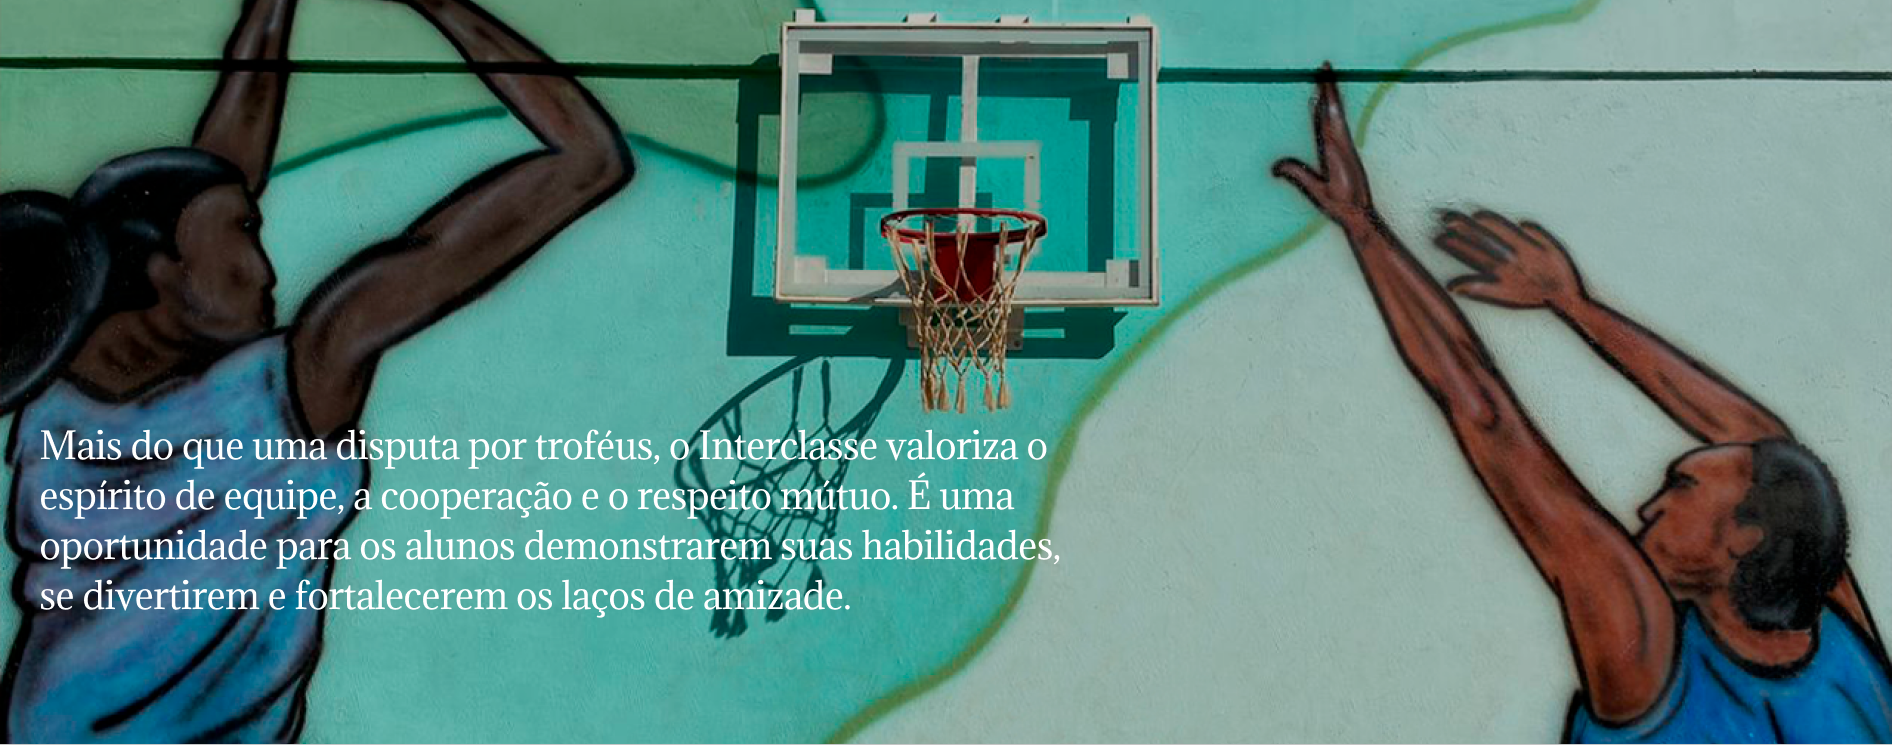 Mais do que uma disputa por troféus, o Interclasse valoriza o
espírito de equipe, a cooperação e o respeito mútuo. É uma
oportunidade para os alunos demonstrarem suas habilidades,
se divertirem e fortalecerem os laços de amizade.